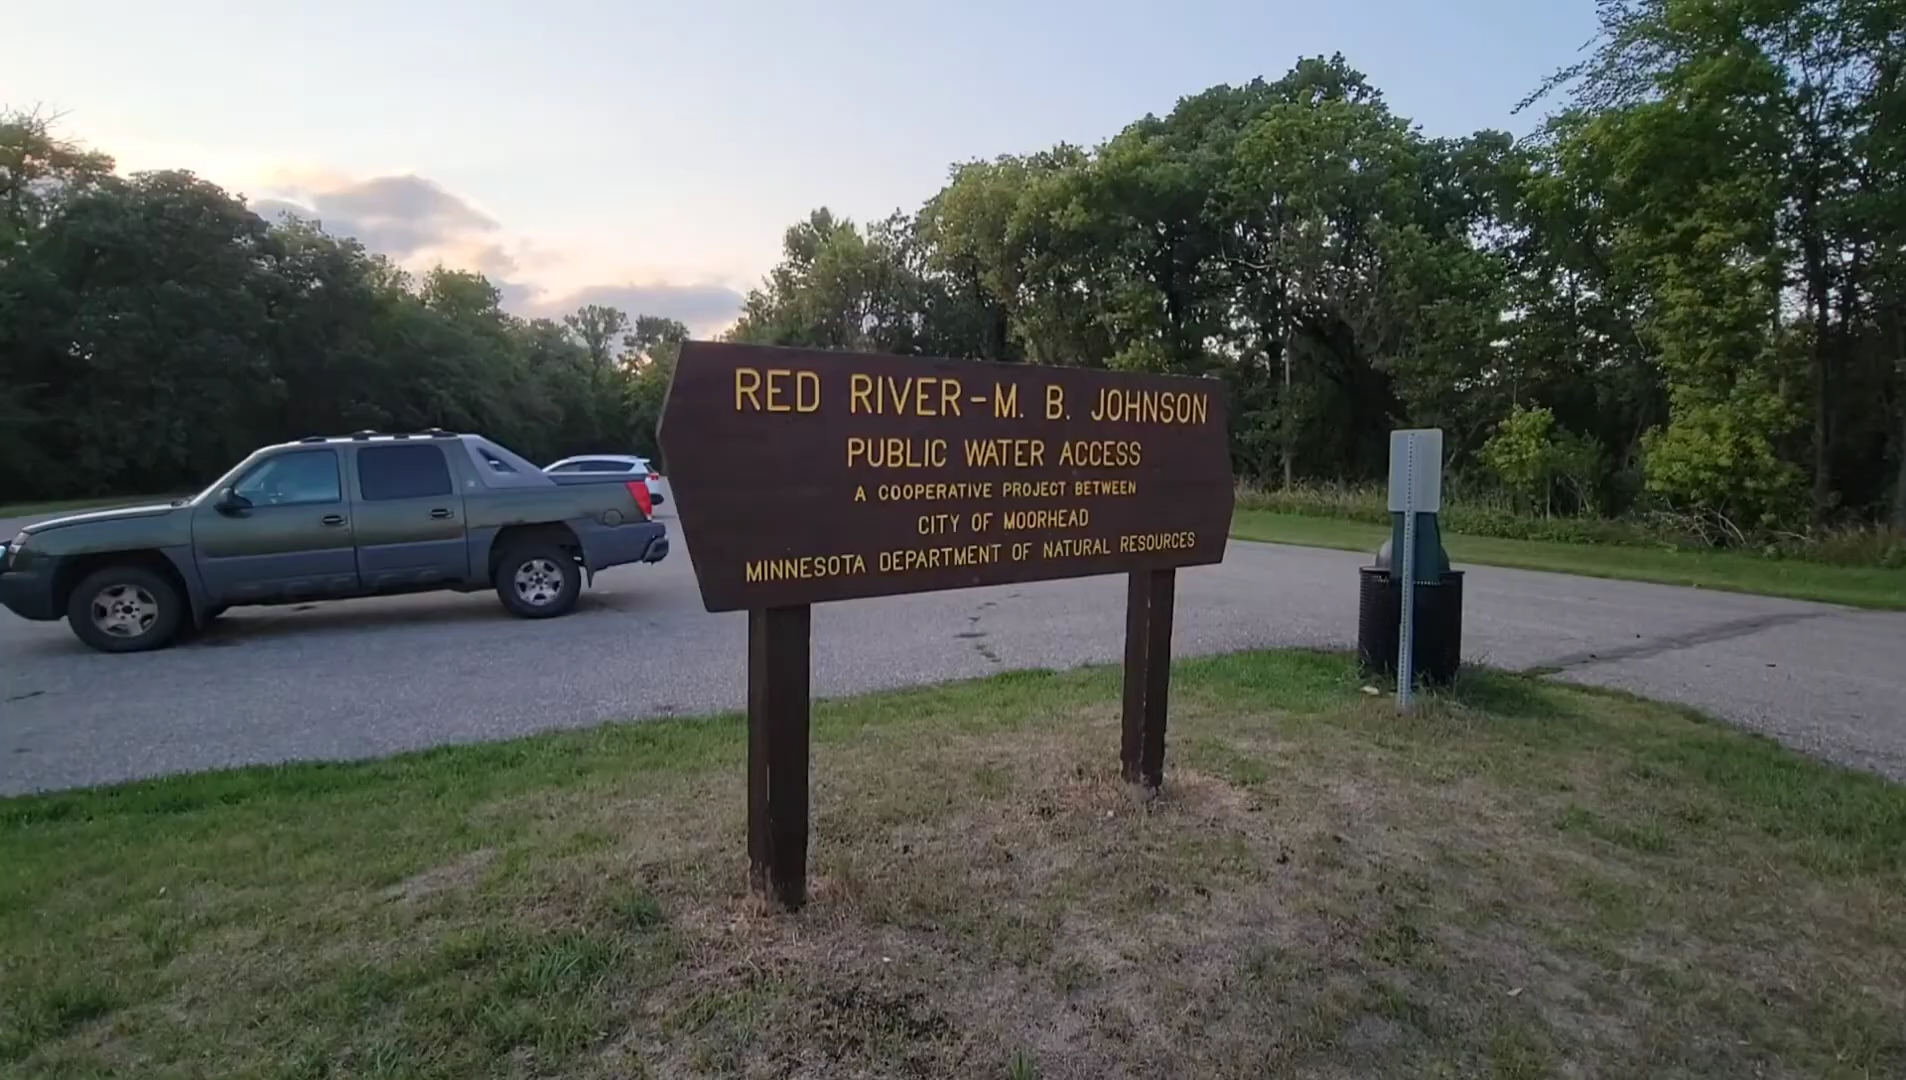 RED RIVER-M. B. JOHNSON
PUBLIC WATER ACCESS
A COOPERATIVE PROJECT BETWEEN
CITY OF MOORHEAD
MINNESOTA DEPARTMENT OF NATURAL RESOURCES